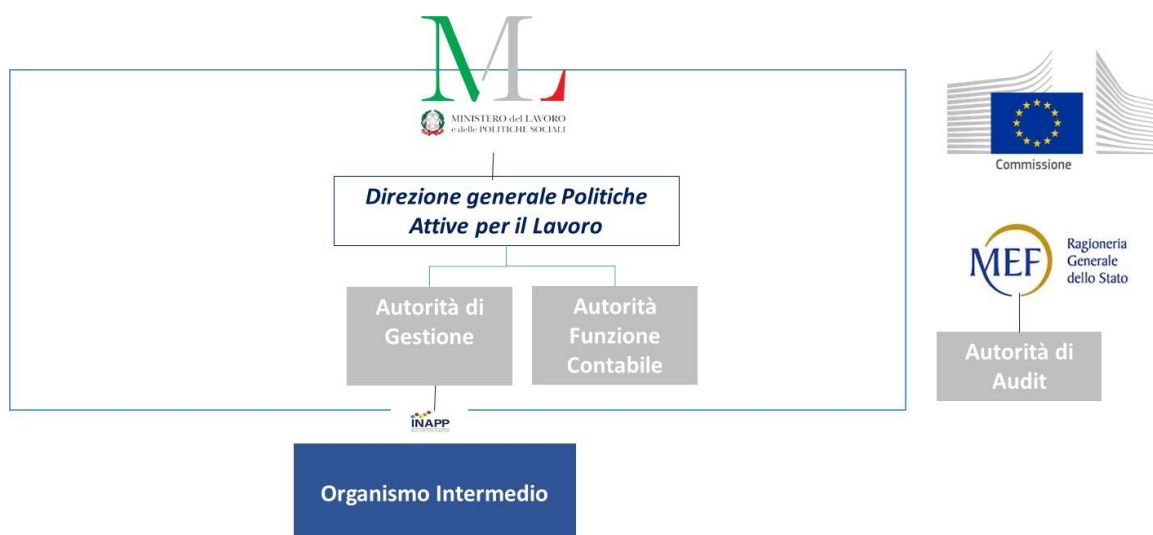 MINISTERO del LAVORO
e delle POLITICHE SOCIALI
Direzione generale Politiche
Attive per il Lavoro
Autorità di
Gestione
Autorità
Funzione
Contabile
INAPP
Organismo Intermedio
Commissione
MEF
Ragioneria
Generale
dello Stato
Autorità di
Audit